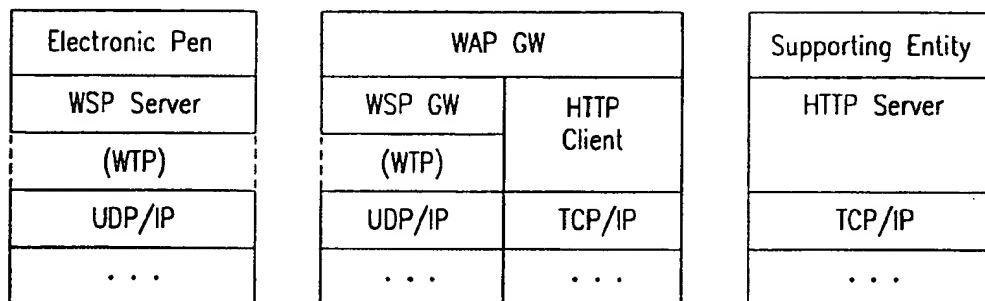 Electronic Pen
WSP Server
(WTP)
UDP/IP
. . .
WAP GW
WSP GW
(WTP)
UDP/IP
. . .
HTTP
Client
TCP/IP
. . .
Supporting Entity
HTTP Server
TCP/IP
. . .